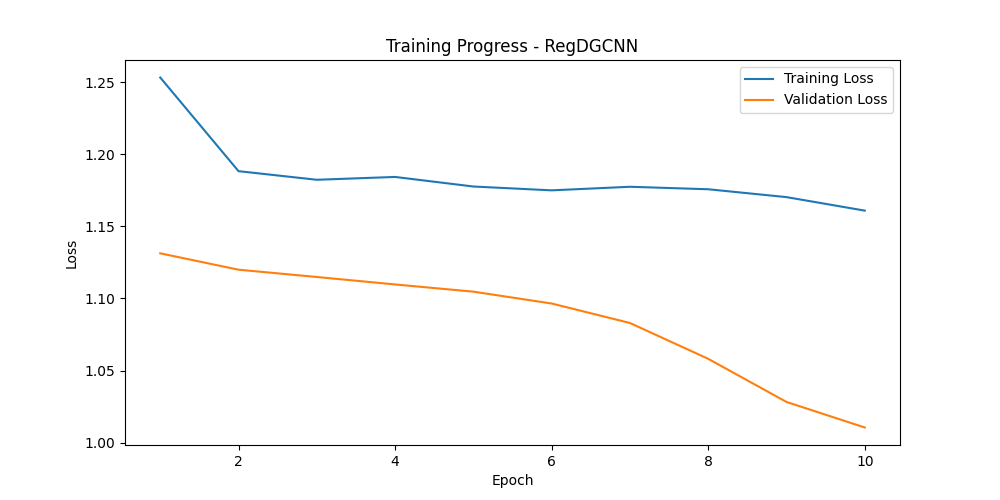 Training Progress - RegDGCNN
Training Loss
Validation Loss
1.25
1.20
1.15
1.10
1.05
1.00
Loss
2 4 6 8 10
Epoch